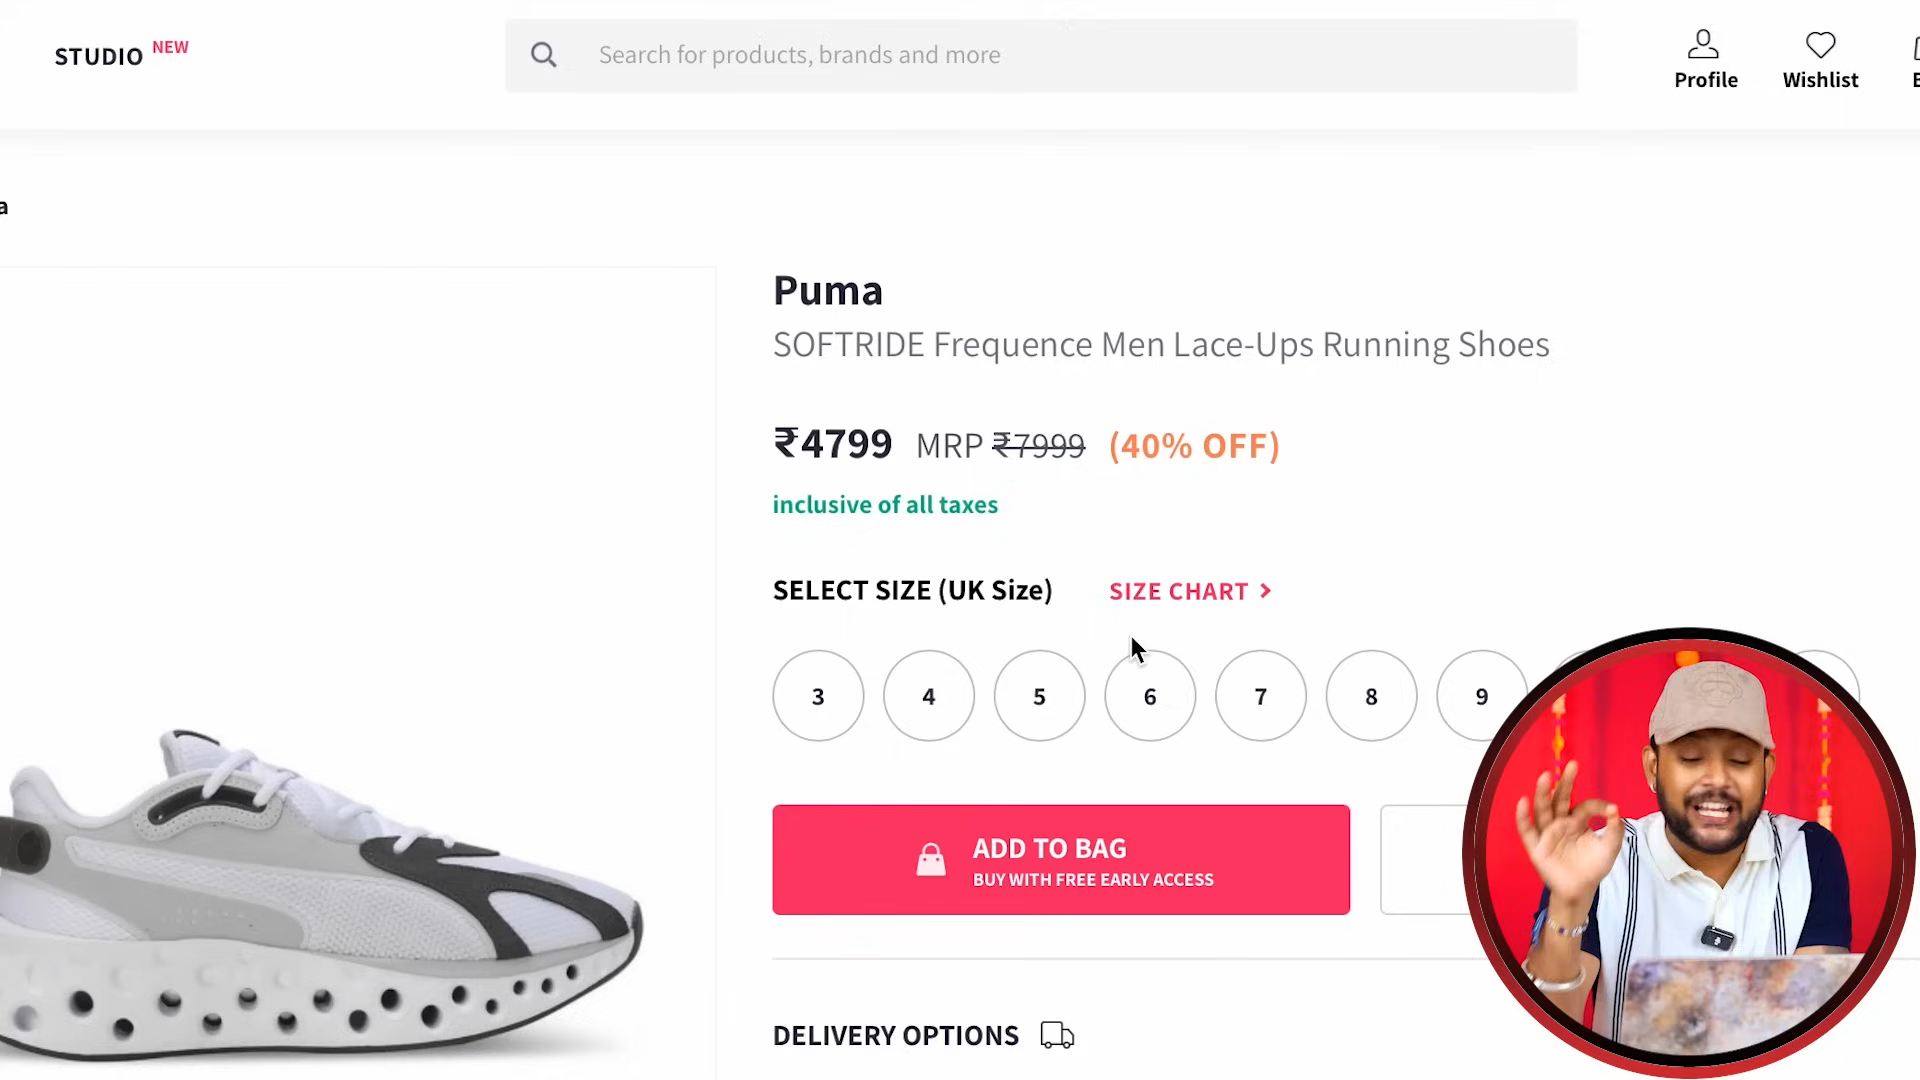 STUDIO NEW
Search for products, brands and more
Profile
Wishlist
Puma
SOFTRIDE Frequence Men Lace-Ups Running Shoes
₹4799 MRP ₹7999 (40% OFF)
inclusive of all taxes
SELECT SIZE (UK Size) SIZE CHART >
3 4 5 6 7 8 9
ADD TO BAG
BUY WITH FREE EARLY ACCESS
DELIVERY OPTIONS